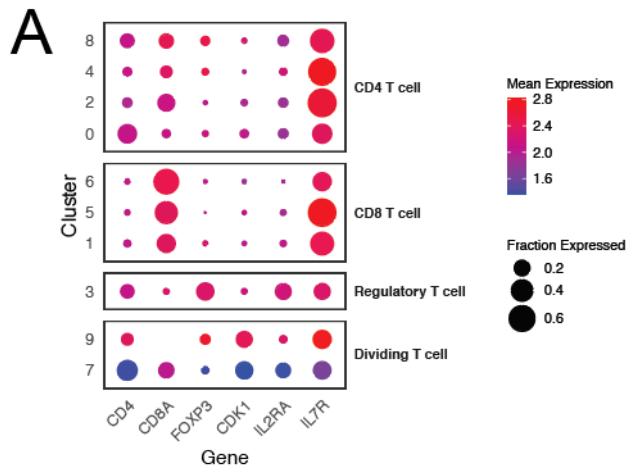 A
Cluster
8
4
2
0
CD4 T cell
6
5
1
CD8 T cell
3
Regulatory T cell
9
7
Dividing T cell
CD4
CD8A
FOXP3
CDK1
IL2RA
IL7R
Gene
Mean Expression
2.8
2.4
2.0
1.6
Fraction Expressed
0.2
0.4
0.6